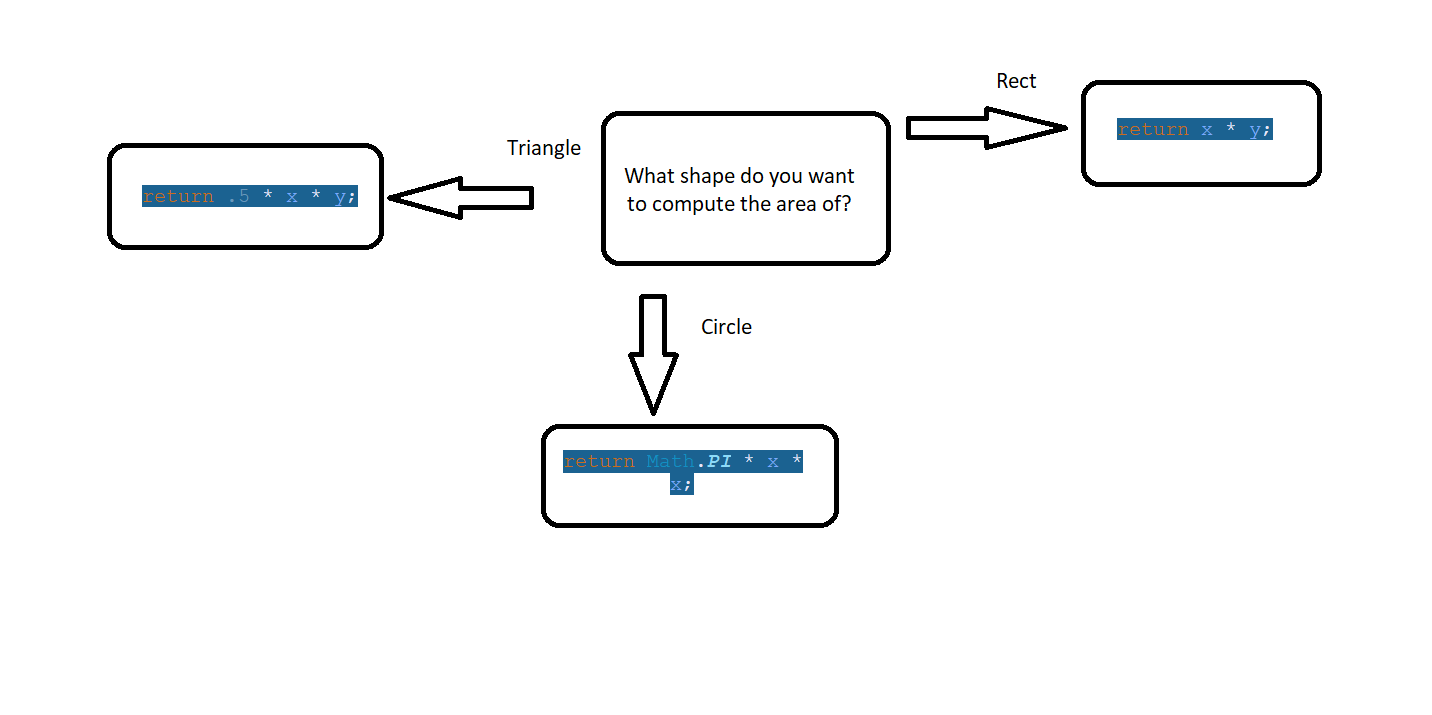 Rect
return x * y;
Triangle
What shape do you want
to compute the area of?
return .5 * x * y;
Circle
return Math.PI * x *
x;